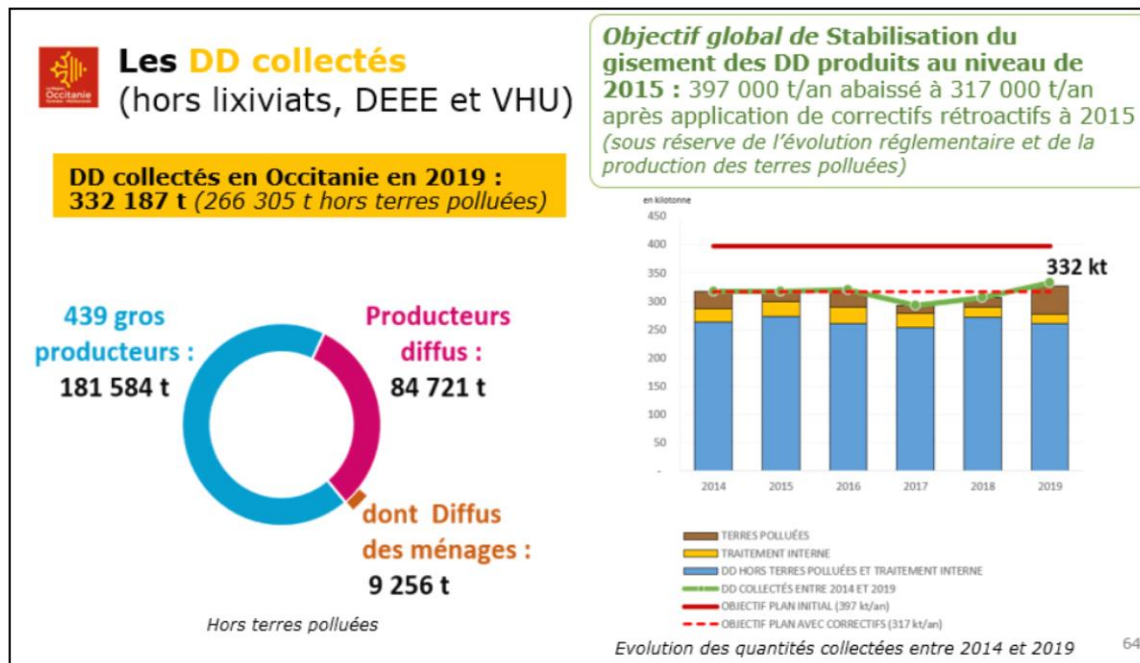 Occitanie
Les DD collectés
(hors lixiviats, DEEE et VHU)
DD collectés en Occitanie en 2019 :
332 187 t (266 305 t hors terres polluées)
439 gros
producteurs :
181 584 t
Producteurs
diffus :
84 721 t
dont Diffus
des ménages :
9 256 t
Hors terres polluées
Objectif global de Stabilisation du
gisement des DD produits au niveau de
2015 : 397 000 t/an abaissé à 317 000 t/an
après application de correctifs rétroactifs à 2015
(sous réserve de l'évolution réglementaire et de la
production des terres polluées)
en kilotonne
450
400
350
300
250
200
150
100
50
-
332 kt
2014 2015 2016 2017 2018 2019
TERRES POLLUÉES
TRAITEMENT INTERNE
DD HORS TERRES POLLUÉES ET TRAITEMENT INTERNE
DD COLLECTÉS ENTRE 2014 ET 2019
OBJECTIF PLAN INITIAL (397 kt/an)
OBJECTIF PLAN AVEC CORRECTIFS (317 kt/an)
Evolution des quantités collectées entre 2014 et 2019
64